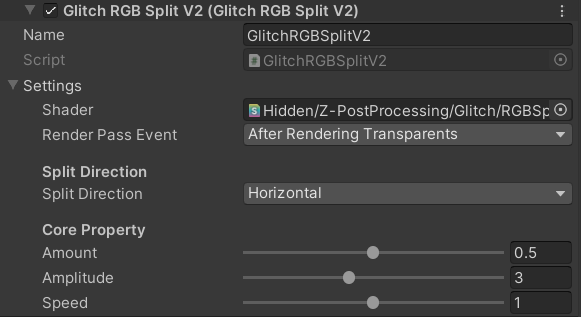 Glitch RGB Split V2 (Glitch RGB Split V2)
Name GlitchRGBSplitV2
Script GlitchRGBSplitV2
Settings
Shader Hidden/Z-PostProcessing/Glitch/RGBSp
Render Pass Event After Rendering Transparents
Split Direction
Split Direction Horizontal
Core Property
Amount 0.5
Amplitude 3
Speed 1